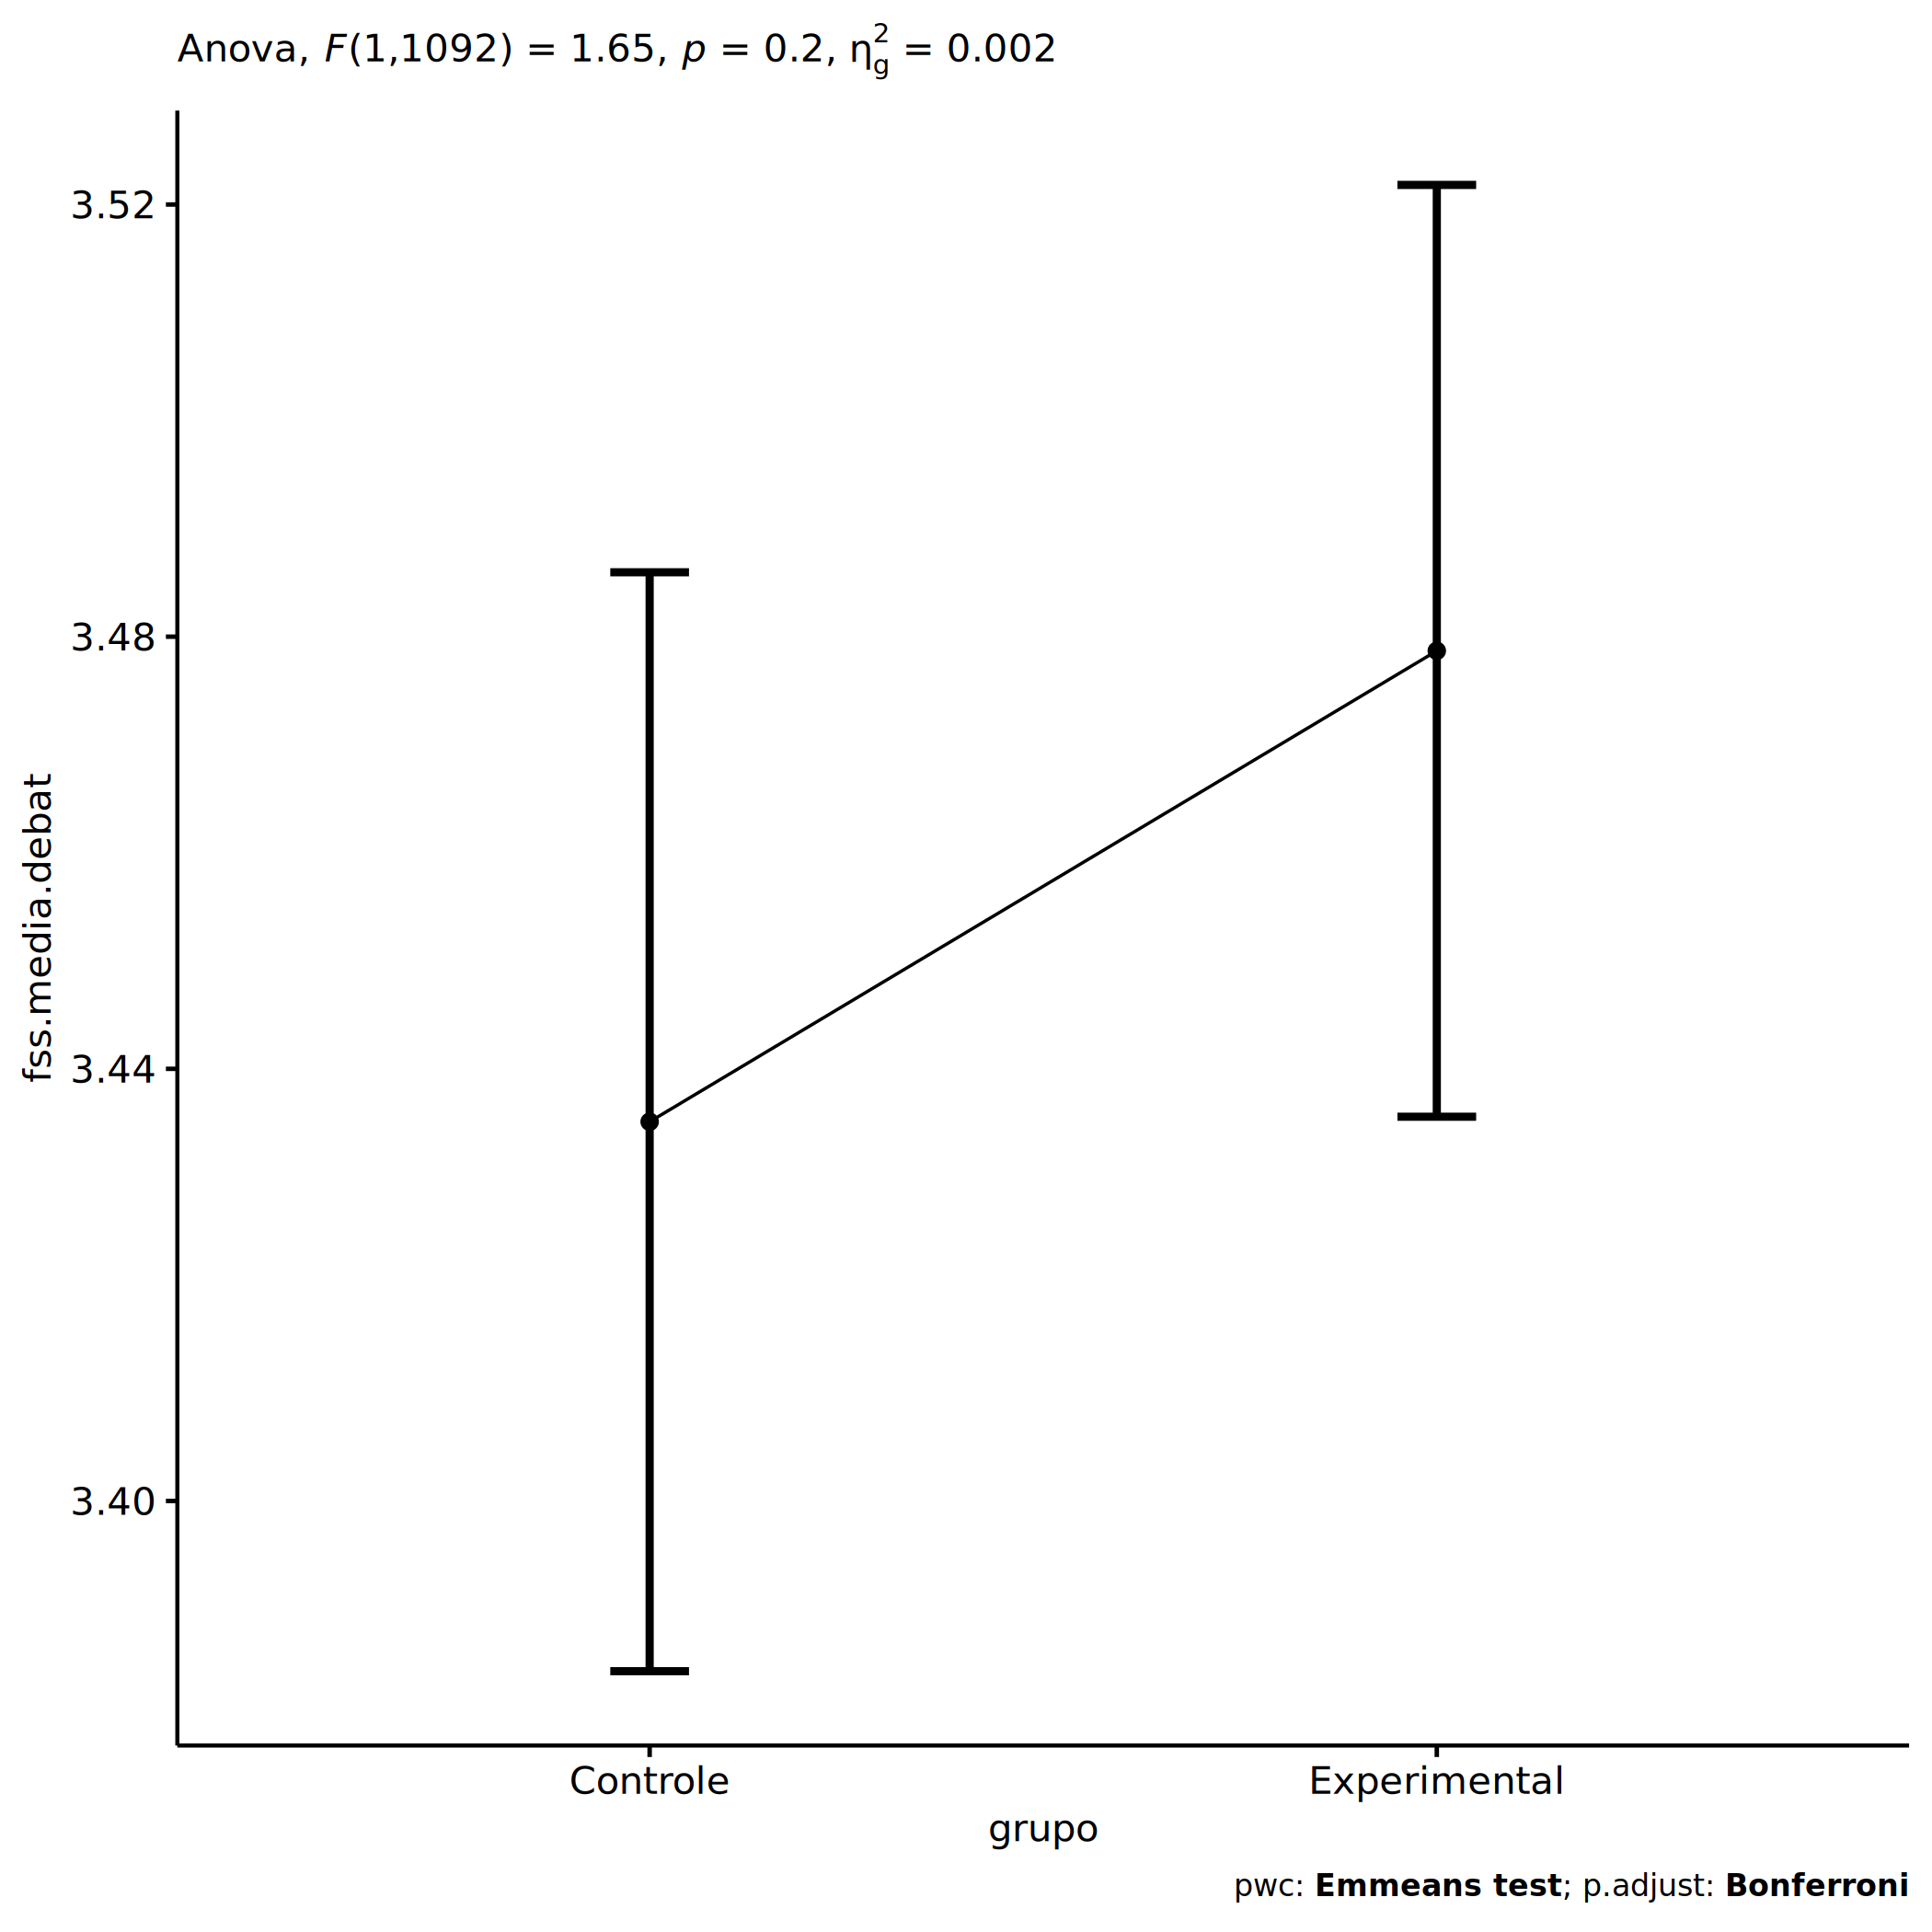 Anova, F(1,1092) = 1.65, p = 0.2, η²g = 0.002
3.52
3.48
3.44
3.40
fss.media.debat
Controle
Experimental
grupo
pwc: Emmeans test; p.adjust: Bonferroni